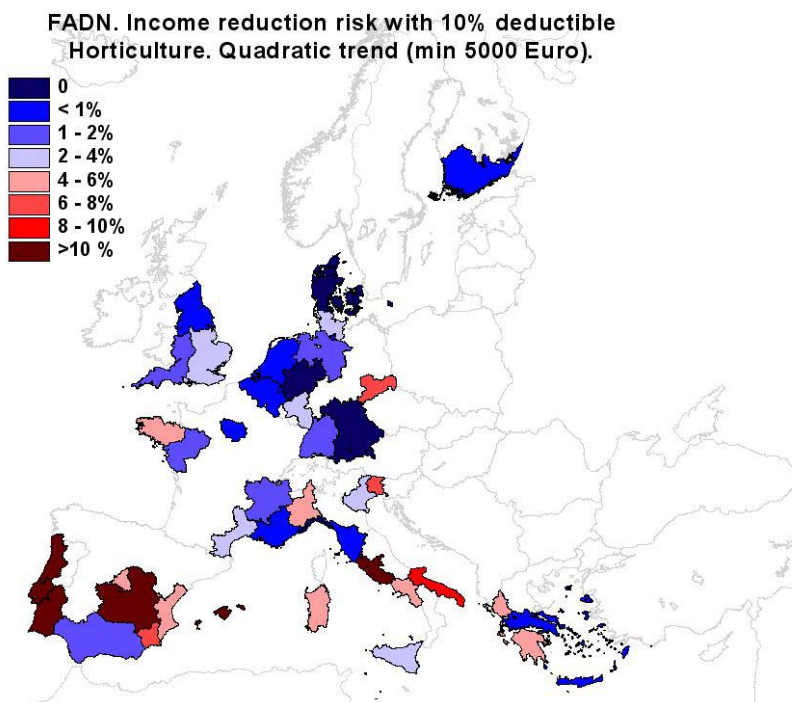 FADN. Income reduction risk with 10% deductible
Horticulture. Quadratic trend (min 5000 Euro).
0
< 1%
1 - 2%
2 - 4%
4 - 6%
6 - 8%
8 - 10%
>10 %